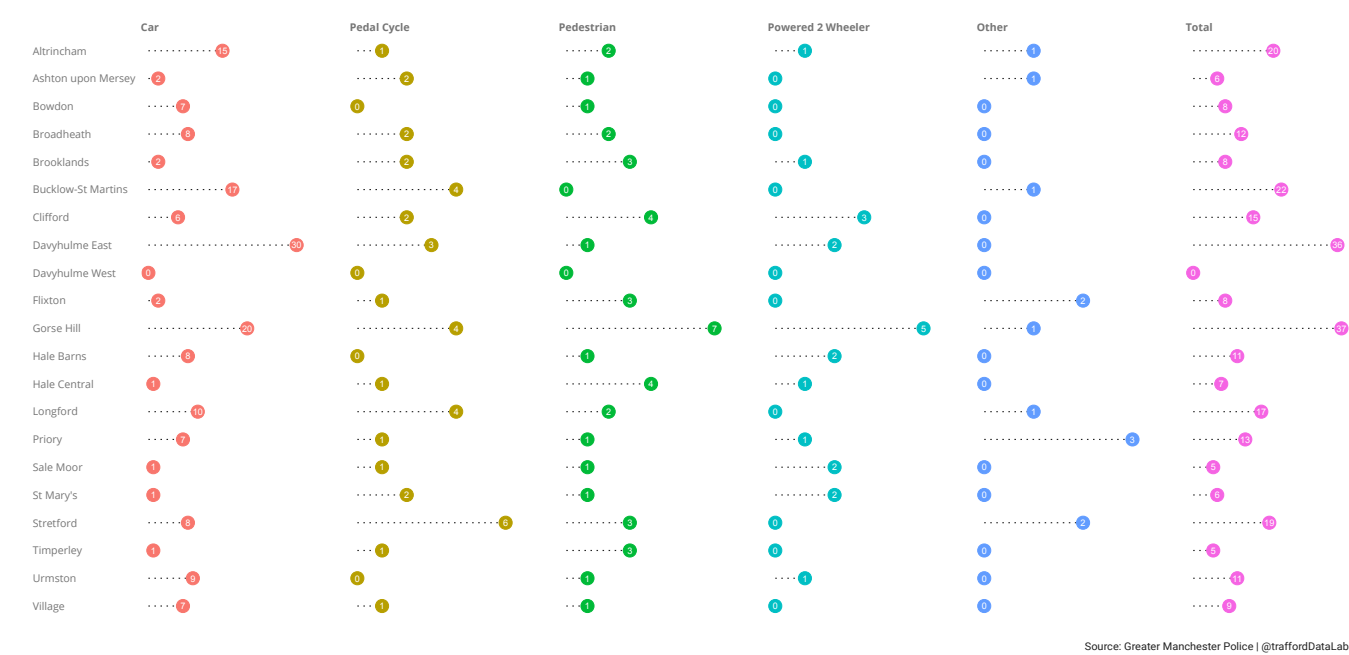 Car Pedal Cycle Pedestrian Powered 2 Wheeler Other Total
Altrincham 15 1 2 1 1 20
Ashton upon Mersey 2 2 1 0 1 6
Bowdon 7 0 1 0 0 8
Broadheath 8 2 2 0 0 12
Brooklands 2 2 3 1 0 8
Bucklow-St Martins 17 4 0 0 1 22
Clifford 6 2 4 3 0 15
Davyhulme East 30 3 1 2 0 36
Davyhulme West 0 0 0 0 0 0
Flixton 2 1 3 0 2 8
Gorse Hill 20 4 7 5 1 37
Hale Barns 8 0 1 2 0 11
Hale Central 1 1 4 1 0 7
Longford 10 4 2 0 1 17
Priory 7 1 1 1 3 13
Sale Moor 1 1 1 2 0 5
St Mary's 1 2 1 2 0 6
Stretford 8 6 3 0 2 19
Timperley 1 1 3 0 0 5
Urmston 9 0 1 1 0 11
Village 7 1 1 0 0 9
Source: Greater Manchester Police | @traffordDataLab